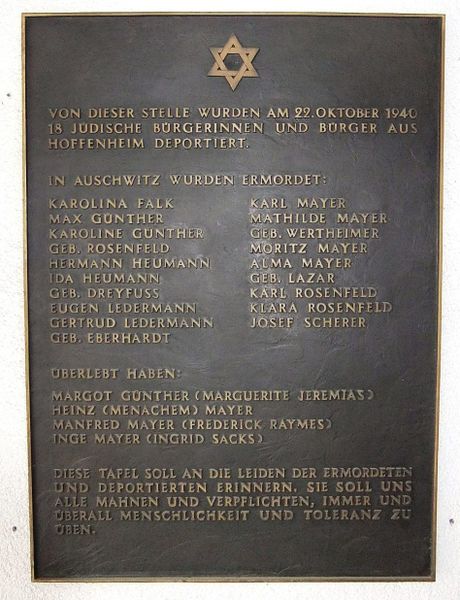 VON DIESER STELLE WURDEN AM 22. OKTOBER 1940
18 JÜDISCHE BÜRGERINNEN UND BÜRGER AUS
HOFFENHEIM DEPORTIERT.
IN AUSCHWITZ WURDEN ERMORDET:
KAROLINA FALK
MAX GÜNTHER
KAROLINE GÜNTHER
GEB. ROSENFELD
HERMANN HEUMANN
IDA HEUMANN
GEB. DREYFUSS
EUGEN LEDERMANN
GERTRUD LEDERMANN
GEB. EBERHARDT
KARL MAYER
MATHILDE MAYER
GEB. WERTHEIMER
MORITZ MAYER
ALMA MAYER
GEB. LAZAR
KARL ROSENFELD
KLARA ROSENFELD
JOSEF SCHERER
ÜBERLEBT HABEN:
MARGOT GÜNTHER (MARGUERITE JEREMIAS)
HEINZ (MENACHEM) MAYER
MANFRED MAYER (FREDERICK RAYMES)
INGE MAYER (INGRID SACKS)
DIESE TAFEL SOLL AN DIE LEIDEN DER ERMORDETEN
UND DEPORTIERTEN ERINNERN. SIE SOLL UNS
ALLE MAHNEN UND VERPFLICHTEN, IMMER UND
ÜBERALL MENSCHLICHKEIT UND TOLERANZ ZU
ÜBEN.